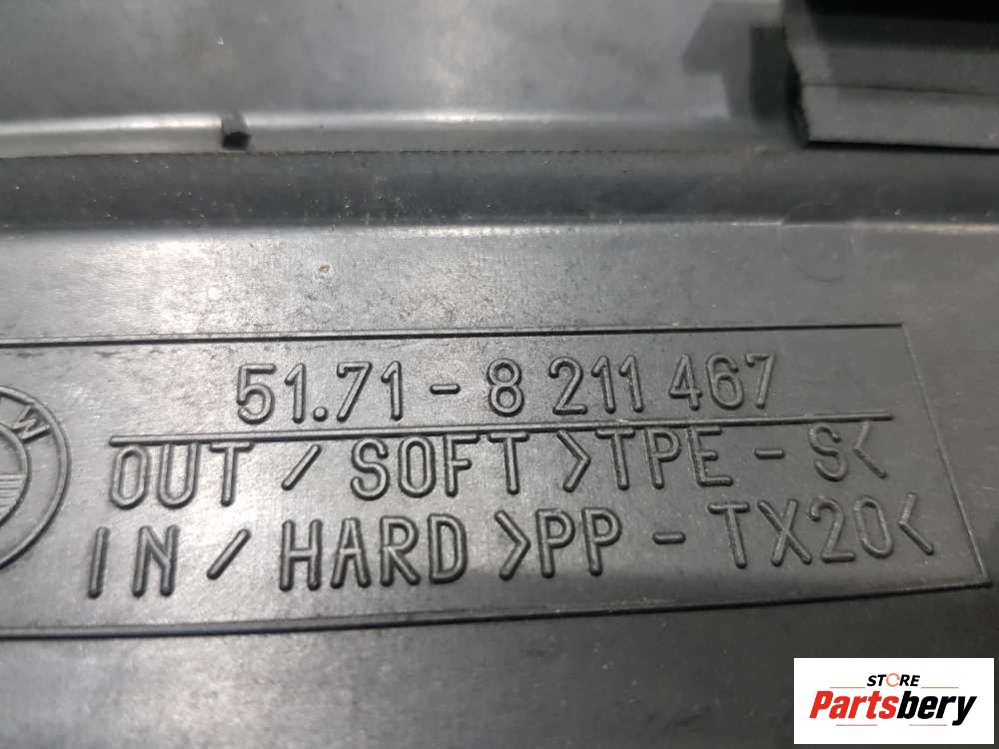 51.71-8 211 467
OUT / SOFT >TPE-S<
IN / HARD >PP-TX20<
W
STORE
Partsbery